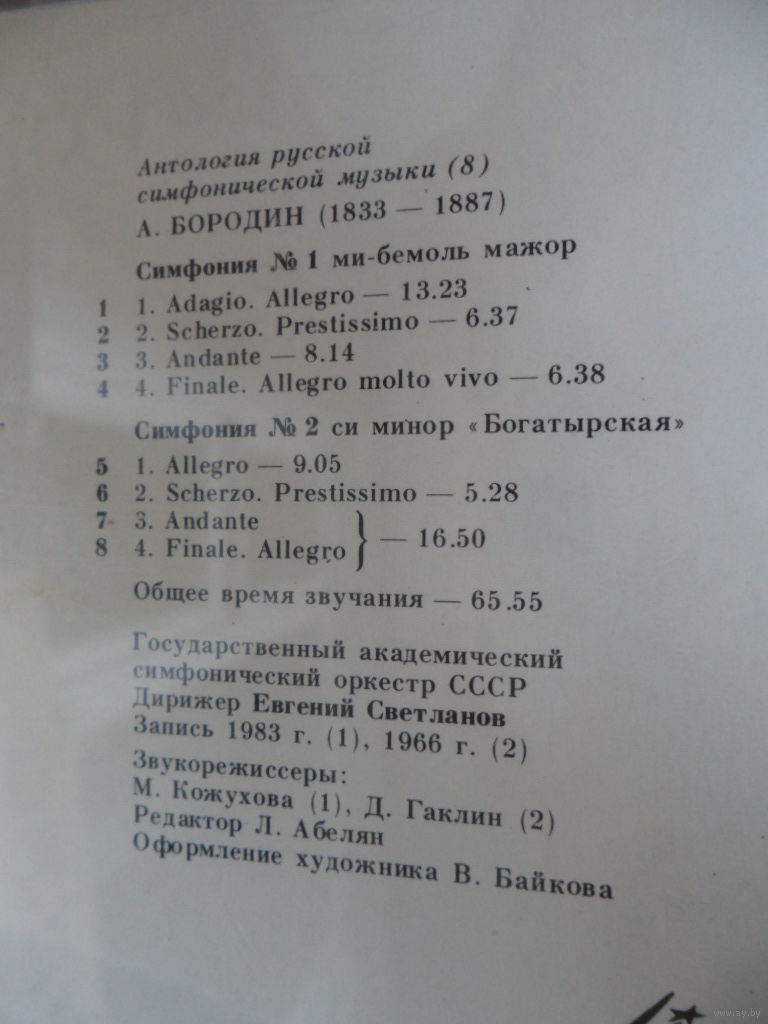 Антология русской
симфонической музыки (8)
А. БОРОДИН (1833 — 1887)
Симфония № 1 ми-бемоль мажор
1 1. Adagio. Allegro — 13.23
2 2. Scherzo. Prestissimo — 6.37
3 3. Andante — 8.14
4 4. Finale. Allegro molto vivo — 6.38
Симфония № 2 си минор «Богатырская»
5 1. Allegro — 9.05
6 2. Scherzo. Prestissimo — 5.28
7 3. Andante
8 4. Finale. Allegro } — 16.50
Общее время звучания — 65.55
Государственный академический
симфонический оркестр СССР
Дирижер Евгений Светланов
Запись 1983 г. (1), 1966 г. (2)
Звукорежиссеры:
М. Кожухова (1), Д. Гаклин (2)
Редактор Л. Абелян
Оформление художника В. Байкова
www.ay.by